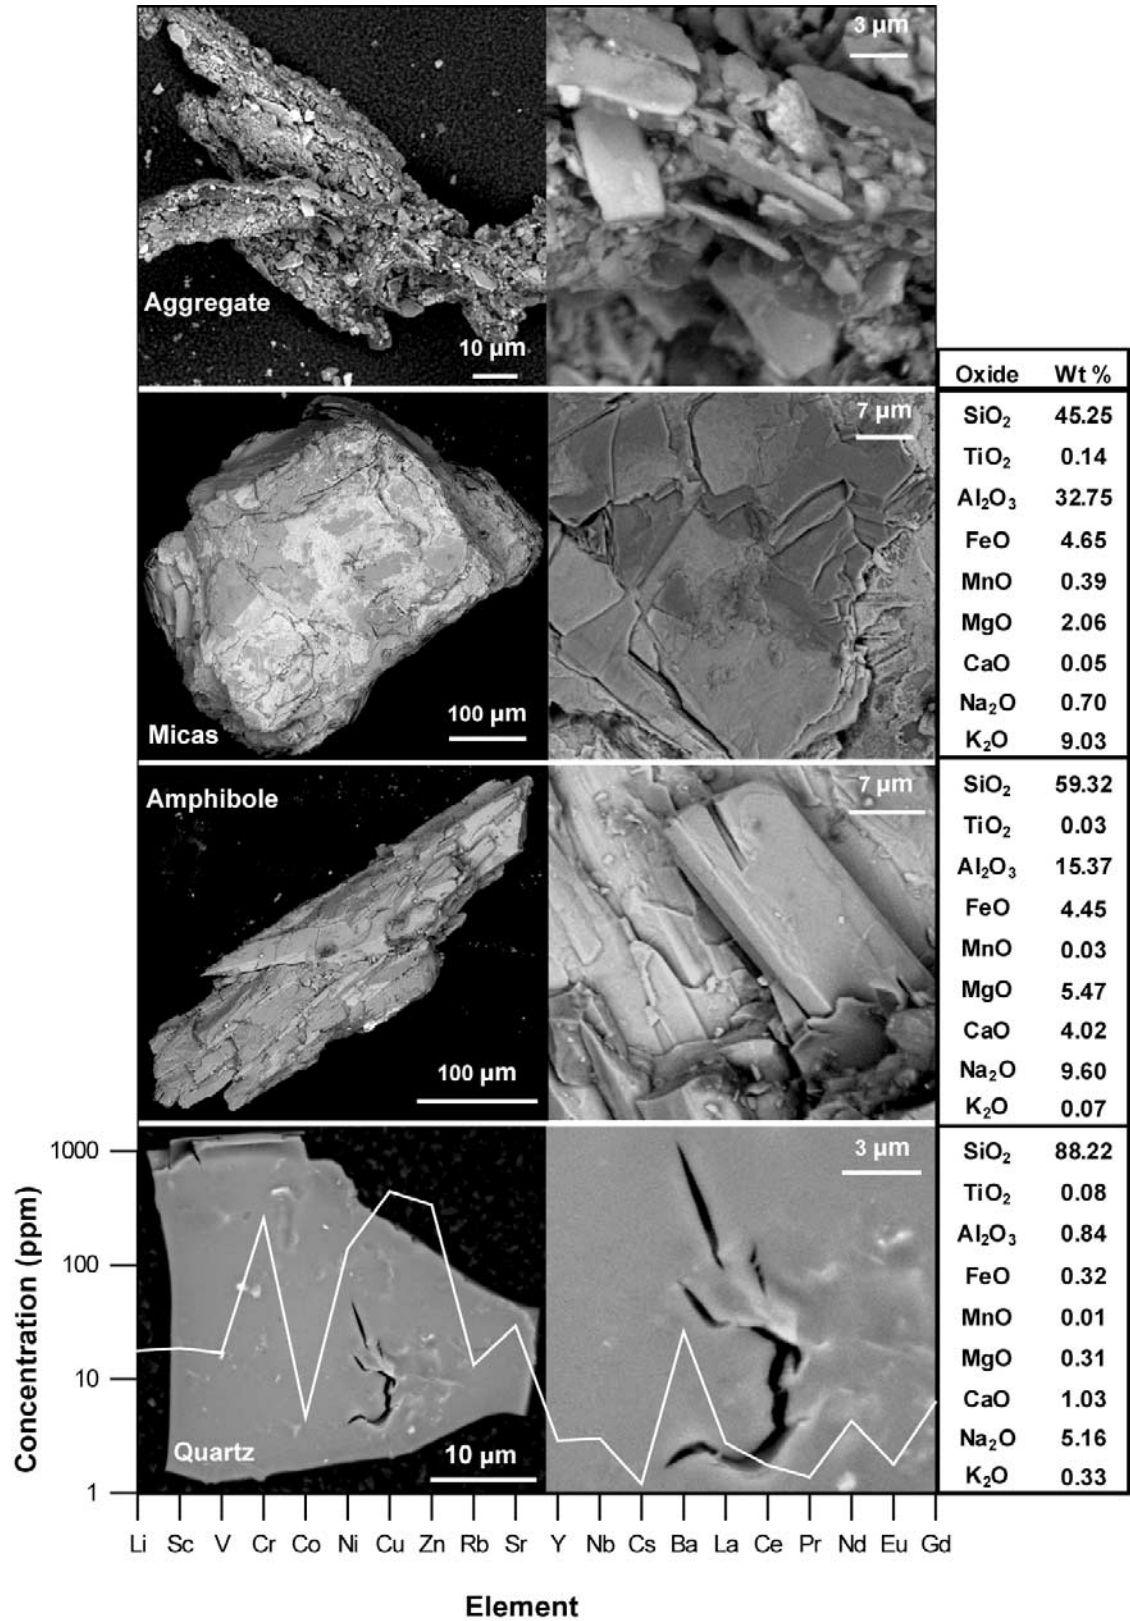 3 µm
Aggregate
10 µm
Oxide Wt %
7 µm
SiO₂ 45.25
TiO₂ 0.14
Al₂O₃ 32.75
FeO 4.65
MnO 0.39
MgO 2.06
CaO 0.05
Na₂O 0.70
K₂O 9.03
100 µm
Micas
Amphibole
7 µm
SiO₂ 59.32
TiO₂ 0.03
Al₂O₃ 15.37
FeO 4.45
MnO 0.03
MgO 5.47
CaO 4.02
Na₂O 9.60
K₂O 0.07
100 µm
3 µm
SiO₂ 88.22
TiO₂ 0.08
Al₂O₃ 0.84
FeO 0.32
MnO 0.01
MgO 0.31
CaO 1.03
Na₂O 5.16
K₂O 0.33
Quartz
10 µm
Concentration (ppm)
1000
100
10
1
Li Sc V Cr Co Ni Cu Zn Rb Sr Y Nb Cs Ba La Ce Pr Nd Eu Gd
Element